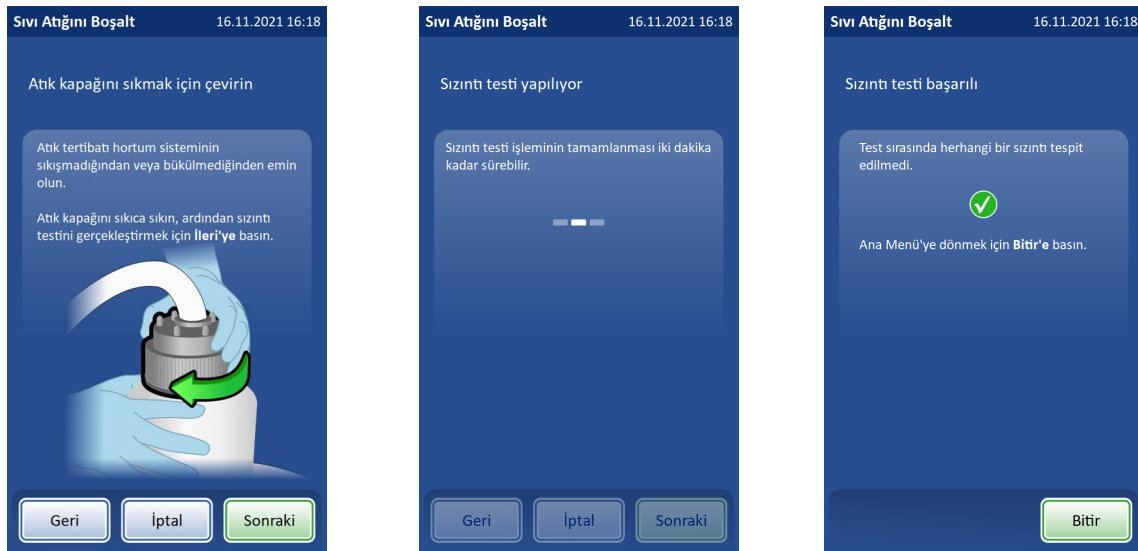 Sıvı Atığını Boşalt 16.11.2021 16:18
Atık kapağını sıkmak için çevirin
Atık tertibatı hortum sisteminin
sıkışmadığından veya bükülmediğinden emin
olun.
Atık kapağını sıkıca sıkın, ardından sızıntı
testini gerçekleştirmek için İleri'ye basın.
Geri İptal Sonraki
Sıvı Atığını Boşalt 16.11.2021 16:18
Sızıntı testi yapılıyor
Sızıntı testi işleminin tamamlanması iki dakika
kadar sürebilir.
Geri İptal Sonraki
Sıvı Atığını Boşalt 16.11.2021 16:18
Sızıntı testi başarılı
Test sırasında herhangi bir sızıntı tespit
edilmedi.
Ana Menü'ye dönmek için Bitir'e basın.
Bitir